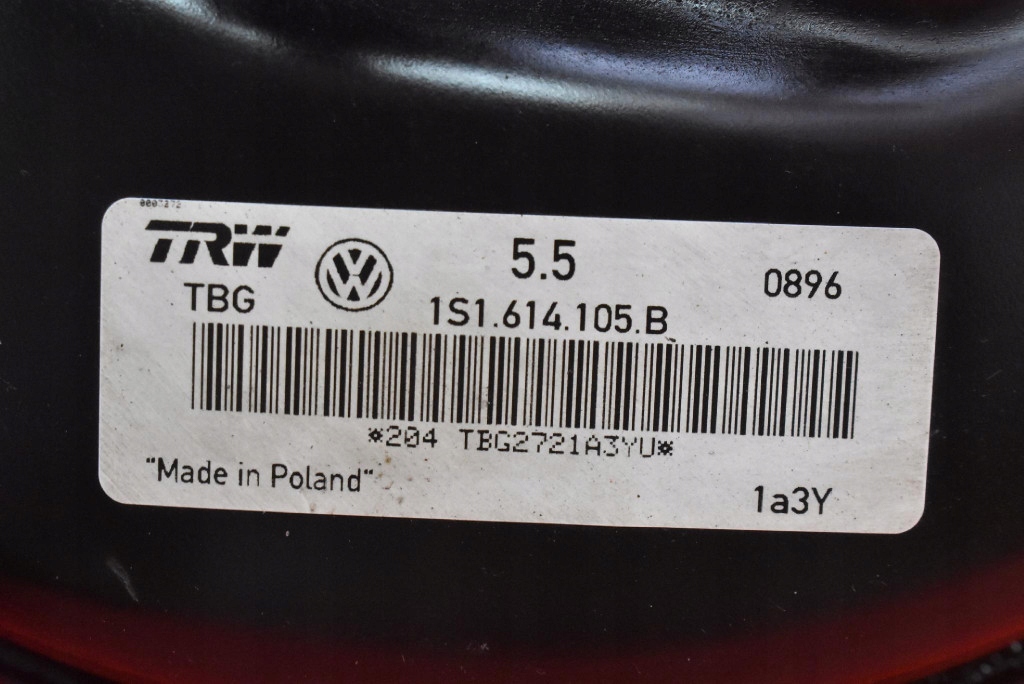 TRW
5.5
0896
TBG
1S1.614.105.B
*204 TBG2721A3YU*
"Made in Poland"
1a3Y